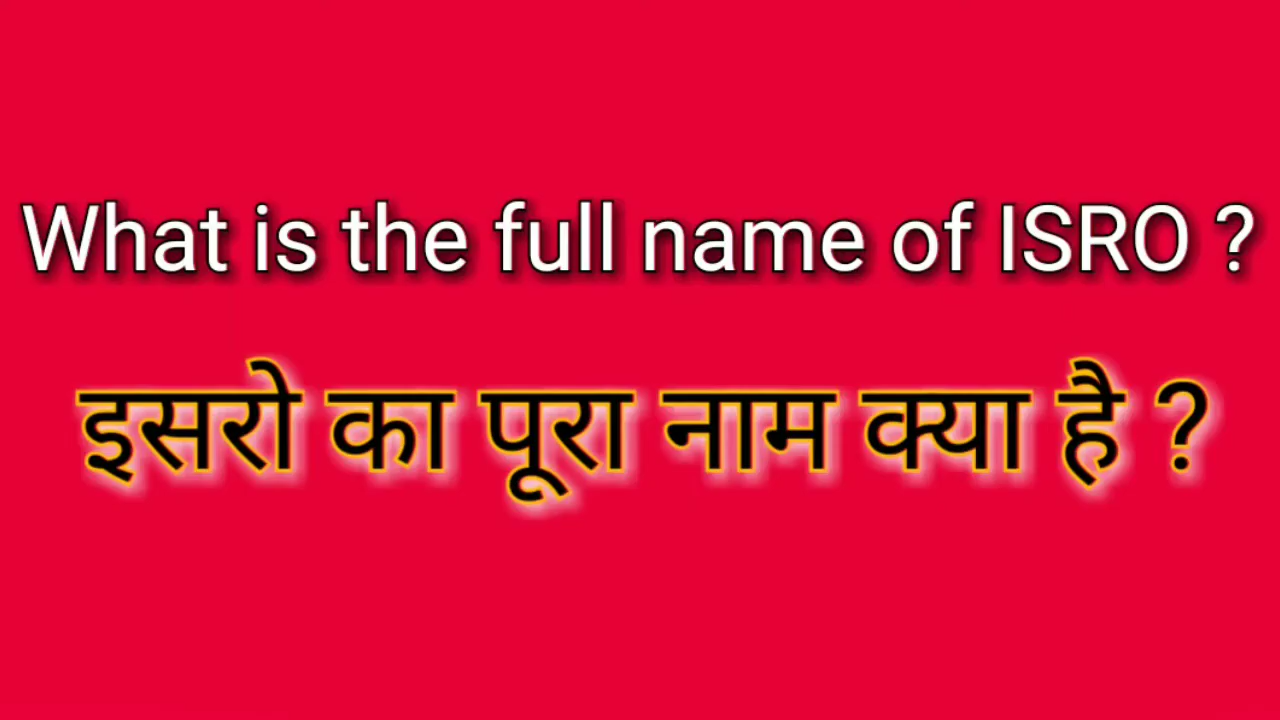 What is the full name of ISRO ?
इसरो का पूरा नाम क्या है ?